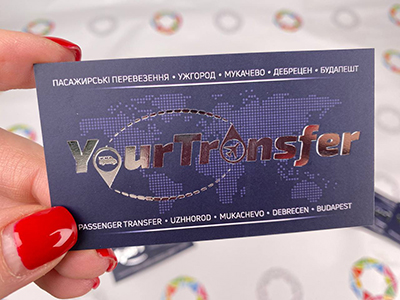 ПАСАЖИРСЬКІ ПЕРЕВЕЗЕННЯ • УЖГОРОД • МУКАЧЕВО • ДЕБРЕЦЕН • БУДАПЕШТ
YourTransfer
PASSENGER TRANSFER • UZHHOROD • MUKACHEVO • DEBRECEN • BUDAPEST